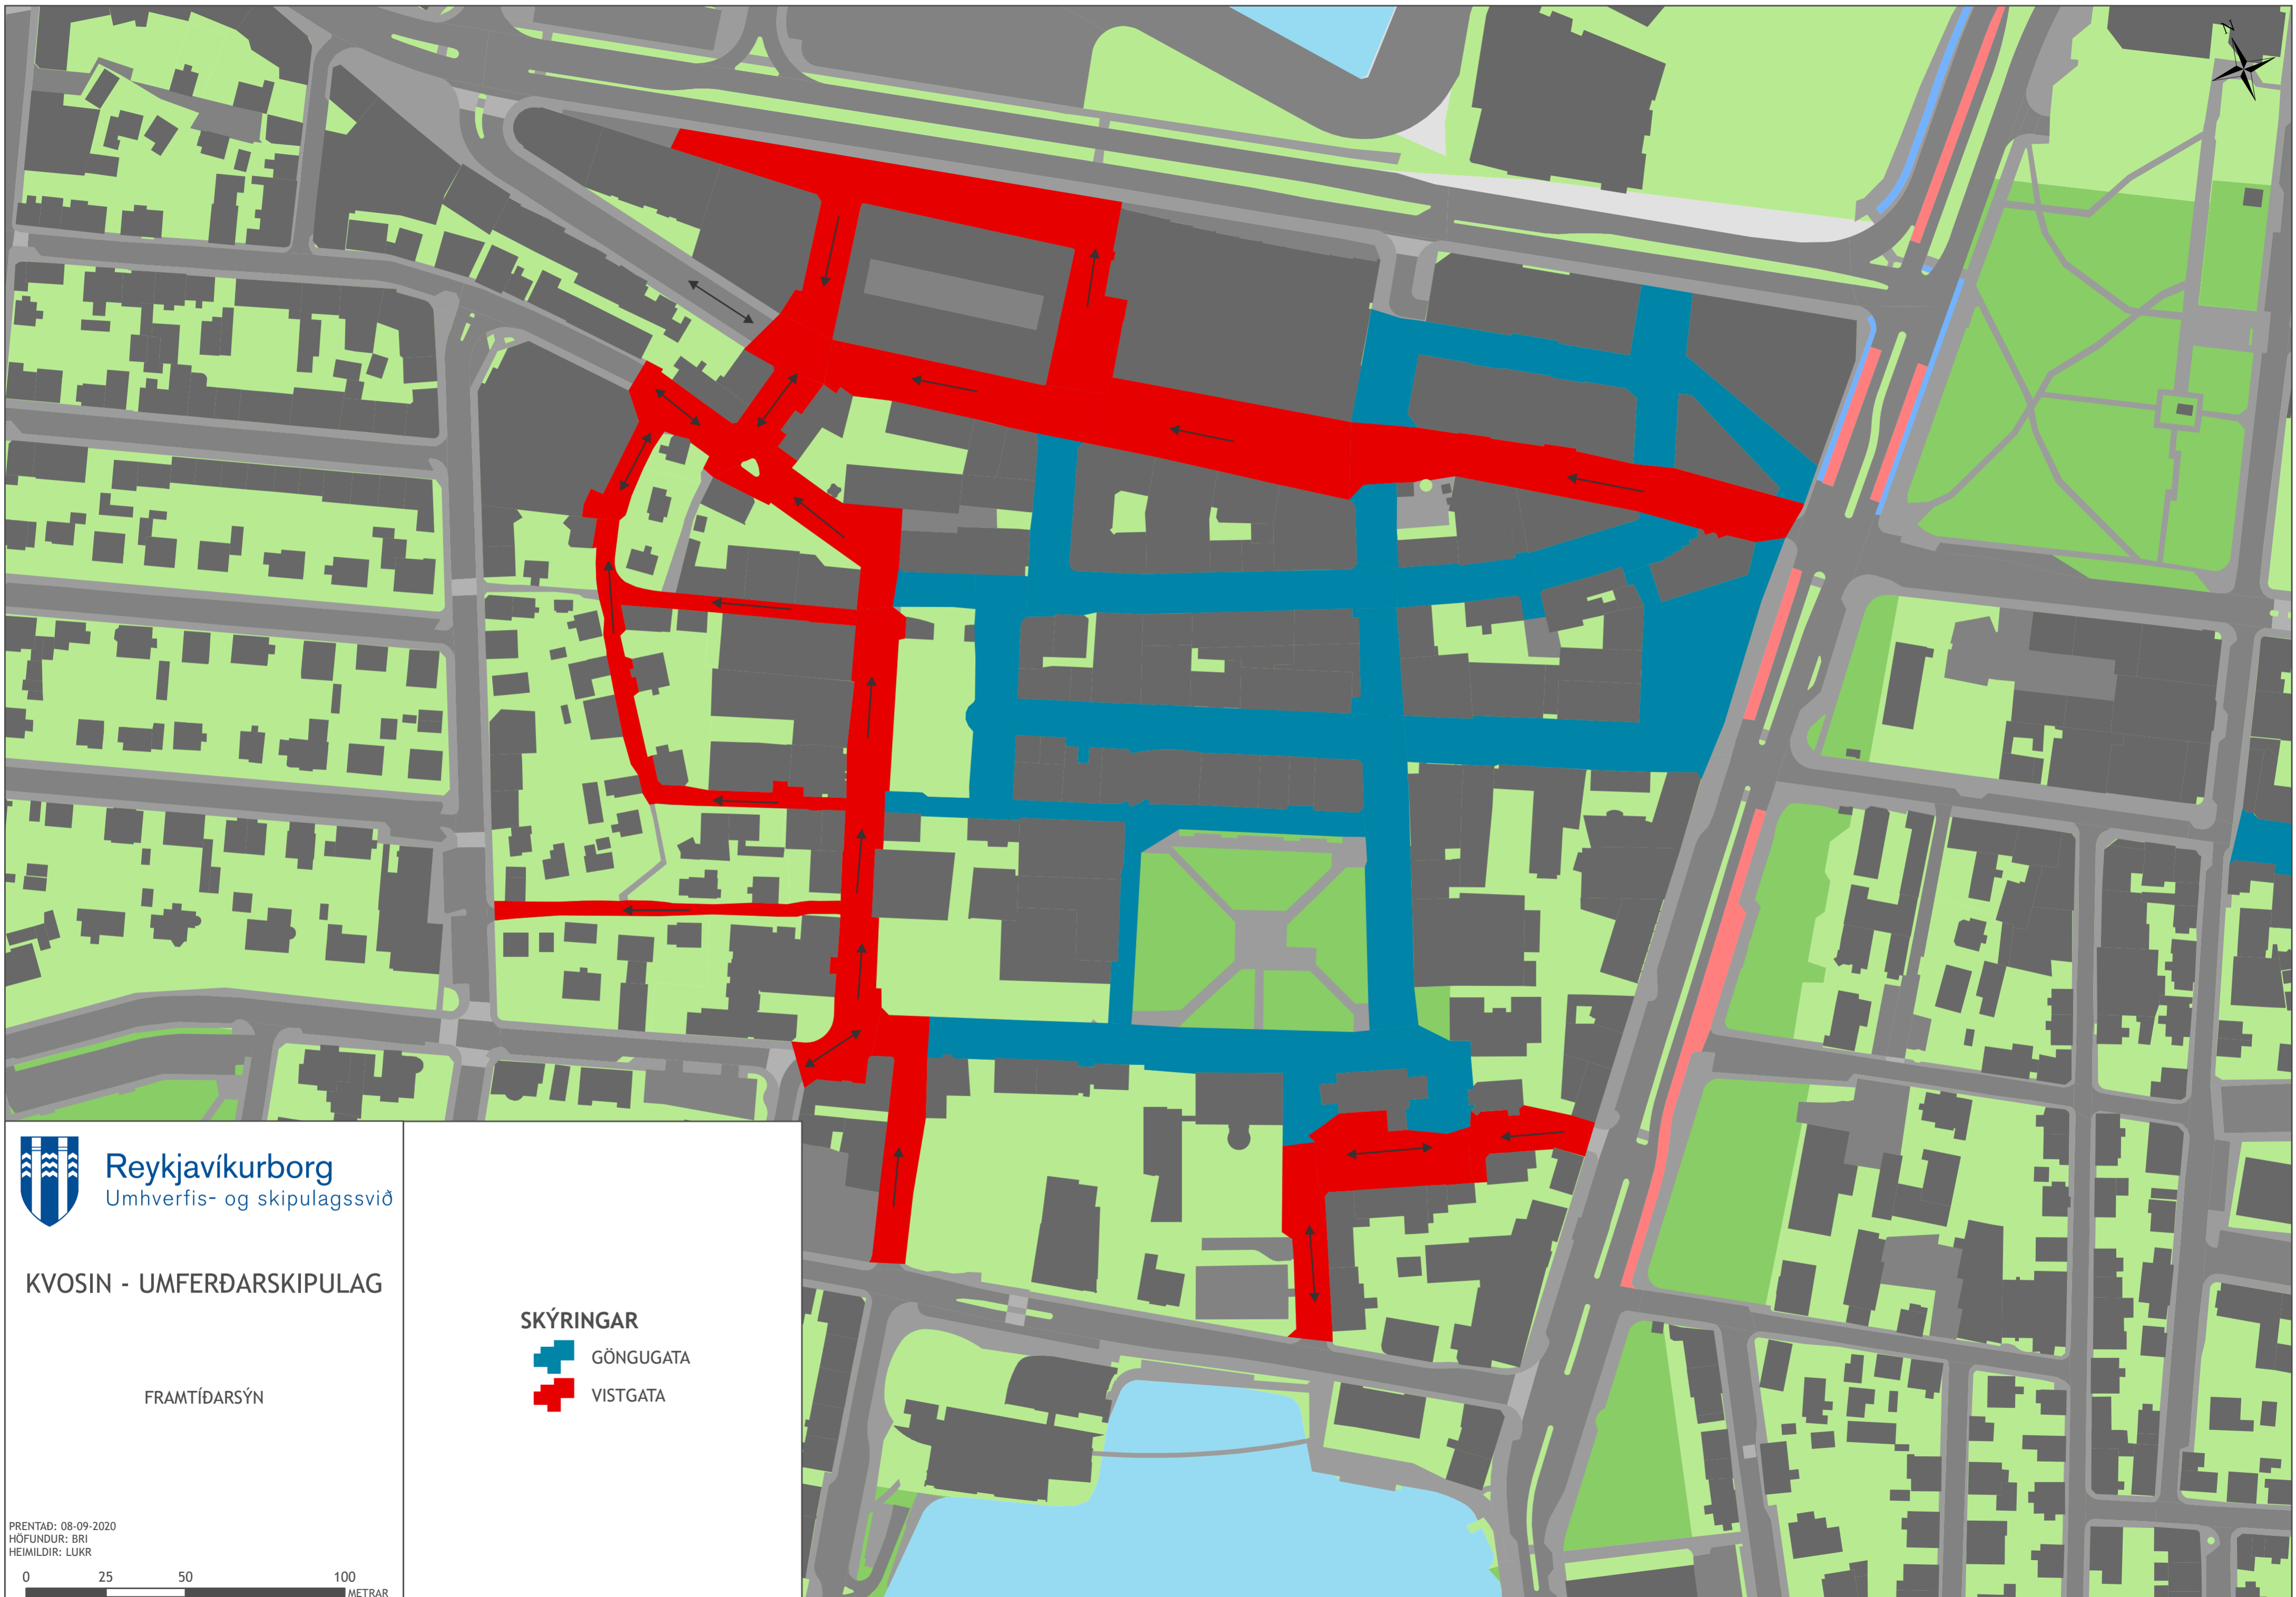 N
Reykjavíkurborg
Umhverfis- og skipulagssvið
KVOSIN - UMFERÐARSKIPULAG
FRAMTÍÐARSÝN
PRENTAÐ: 08-09-2020
HÖFUNDUR: BRI
HEIMILDIR: LUKR
0 25 50 100
METRAR
SKÝRINGAR
GÖNGUGATA
VISTGATA